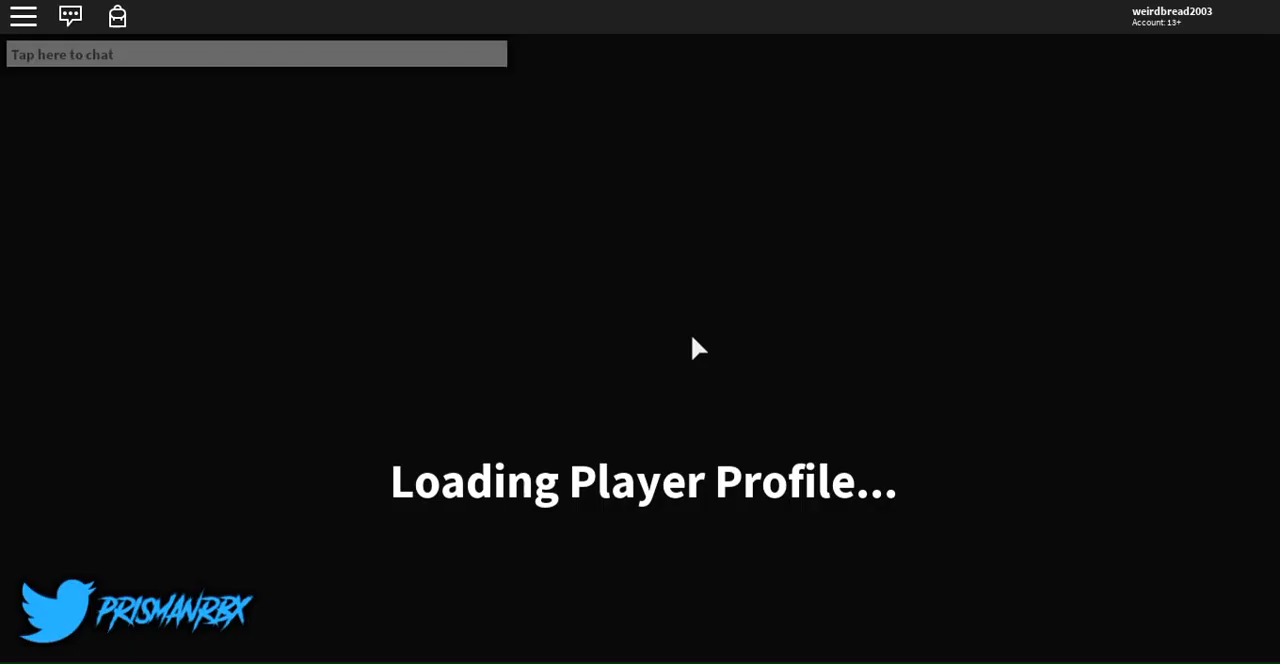 weirdbread2003
Account: 13+
Tap here to chat
Loading Player Profile...
PRISMANRBX